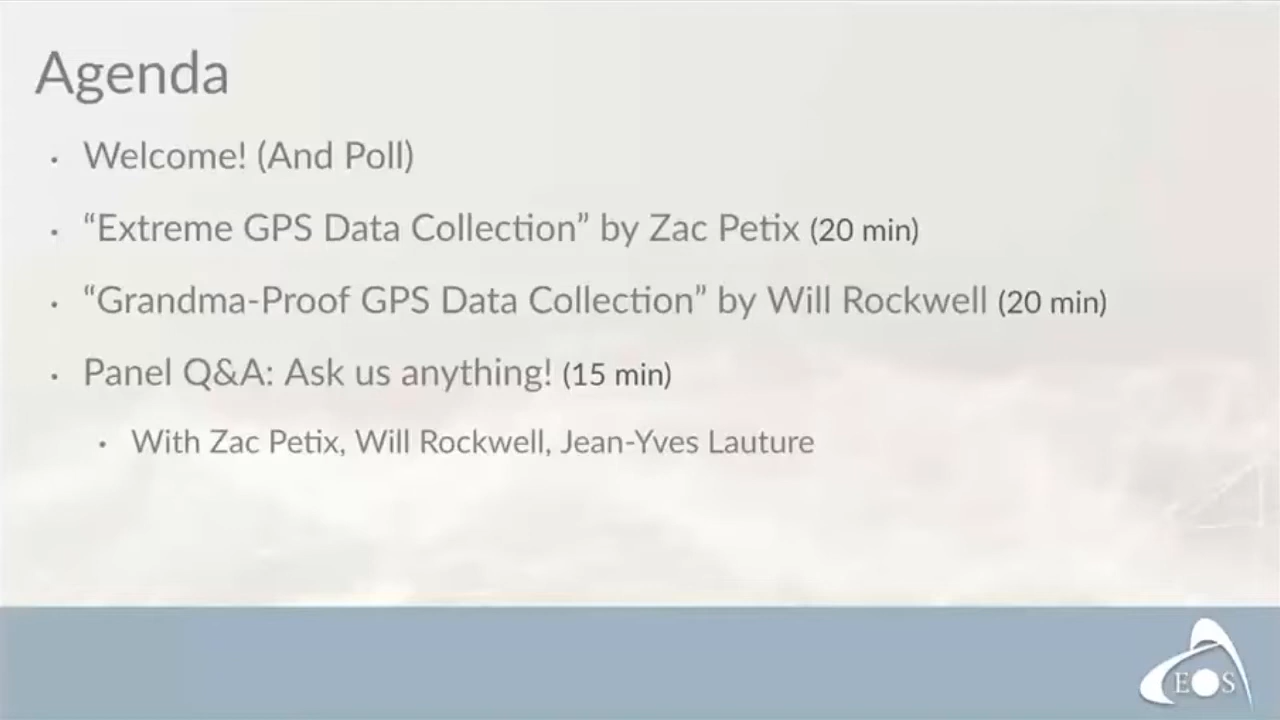 Agenda
• Welcome! (And Poll)
• “Extreme GPS Data Collection” by Zac Petix (20 min)
• “Grandma-Proof GPS Data Collection” by Will Rockwell (20 min)
• Panel Q&A: Ask us anything! (15 min)
• With Zac Petix, Will Rockwell, Jean-Yves Lauture
EOS